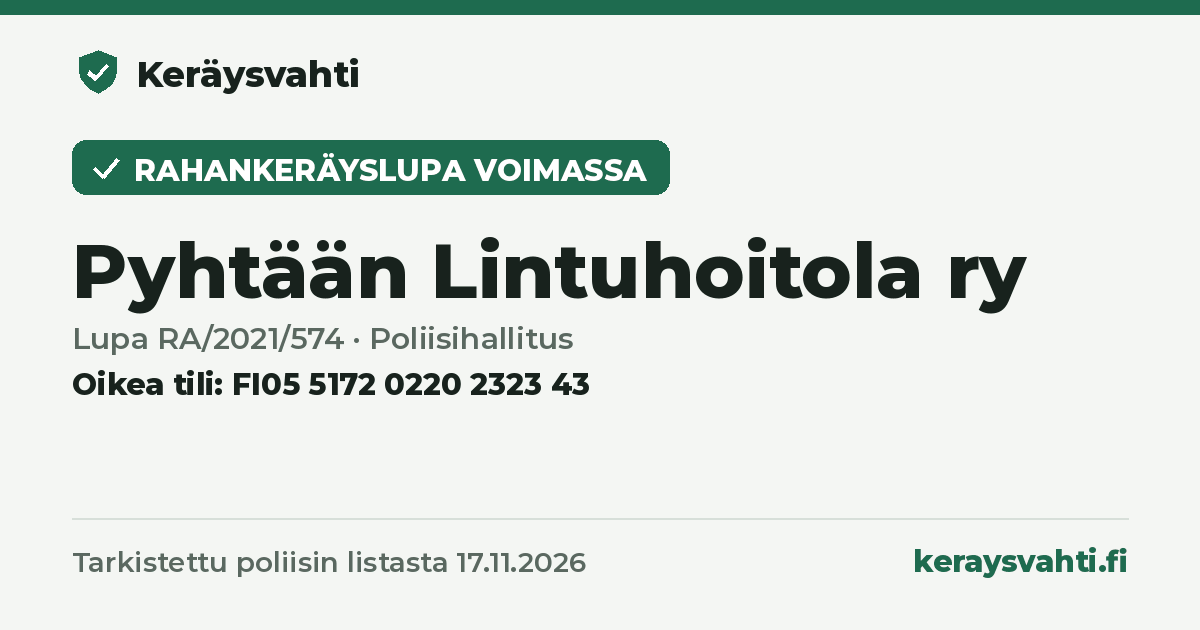 Keräysvahti
RAHANKERÄYSLUPA VOIMASSA
Pyhtään Lintuhoitola ry
Lupa RA/2021/574 · Poliisihallitus
Oikea tili: FI05 5172 0220 2323 43
Tarkistettu poliisin listasta 17.11.2026
keraysvahti.fi